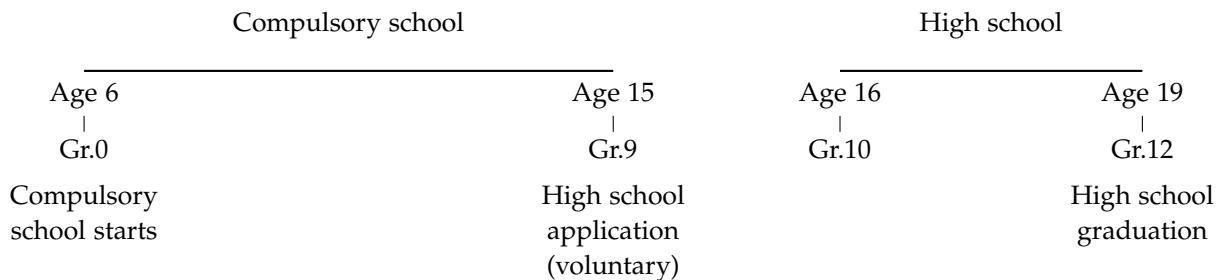 Compulsory school High school
Age 6 Age 15 Age 16 Age 19
Gr.0 Gr.9 Gr.10 Gr.12
Compulsory
school starts
High school
application
(voluntary)
High school
graduation